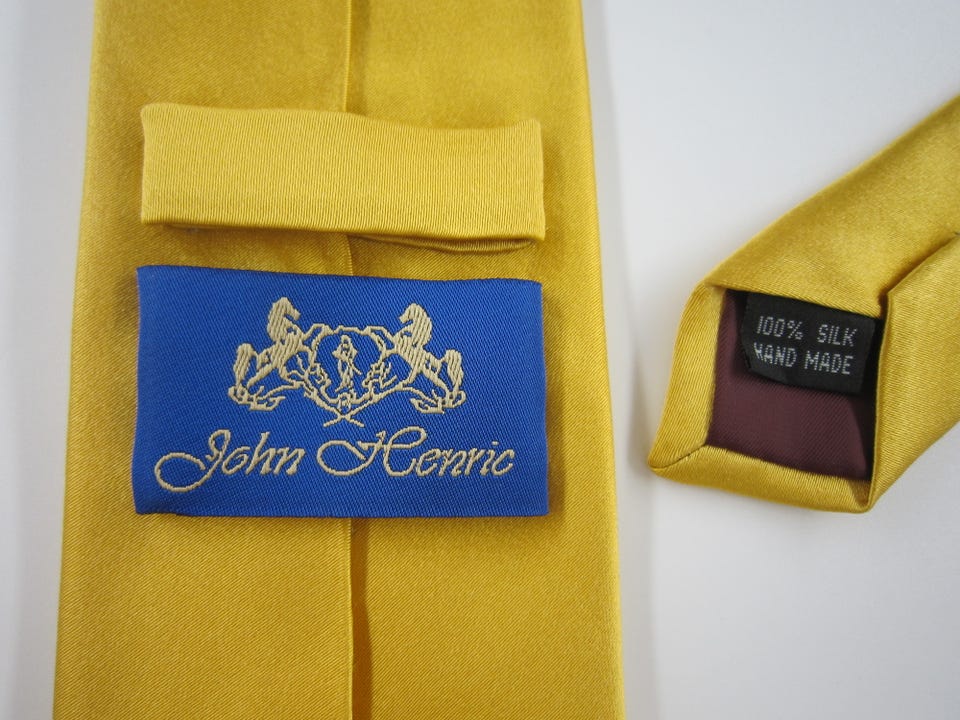 John Henric
100% SILK
HAND MADE